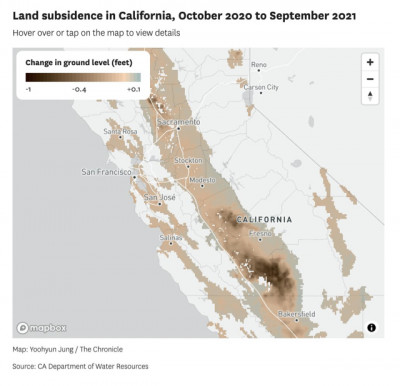 Land subsidence in California, October 2020 to September 2021
Hover over or tap on the map to view details
Change in ground level (feet)
-1 -0.4 +0.1
Reno
Carson City
Santa Rosa
Sacramento
San Francisco
Stockton
Modesto
San José
Salinas
CALIFORNIA
Fresno
Bakersfield
mapbox
Map: Yoohyun Jung / The Chronicle
Source: CA Department of Water Resources